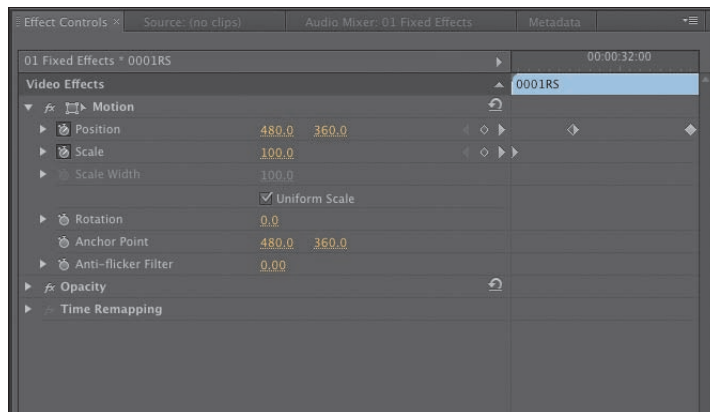 Effect Controls × Source: (no clips) Audio Mixer: 01 Fixed Effects Metadata
01 Fixed Effects * 0001RS 00:00:32:00
Video Effects 0001RS
fx Motion
Position 480.0 360.0
Scale 100.0
Scale Width 100.0
Uniform Scale
Rotation 0.0
Anchor Point 480.0 360.0
Anti-flicker Filter 0.00
fx Opacity
fx Time Remapping